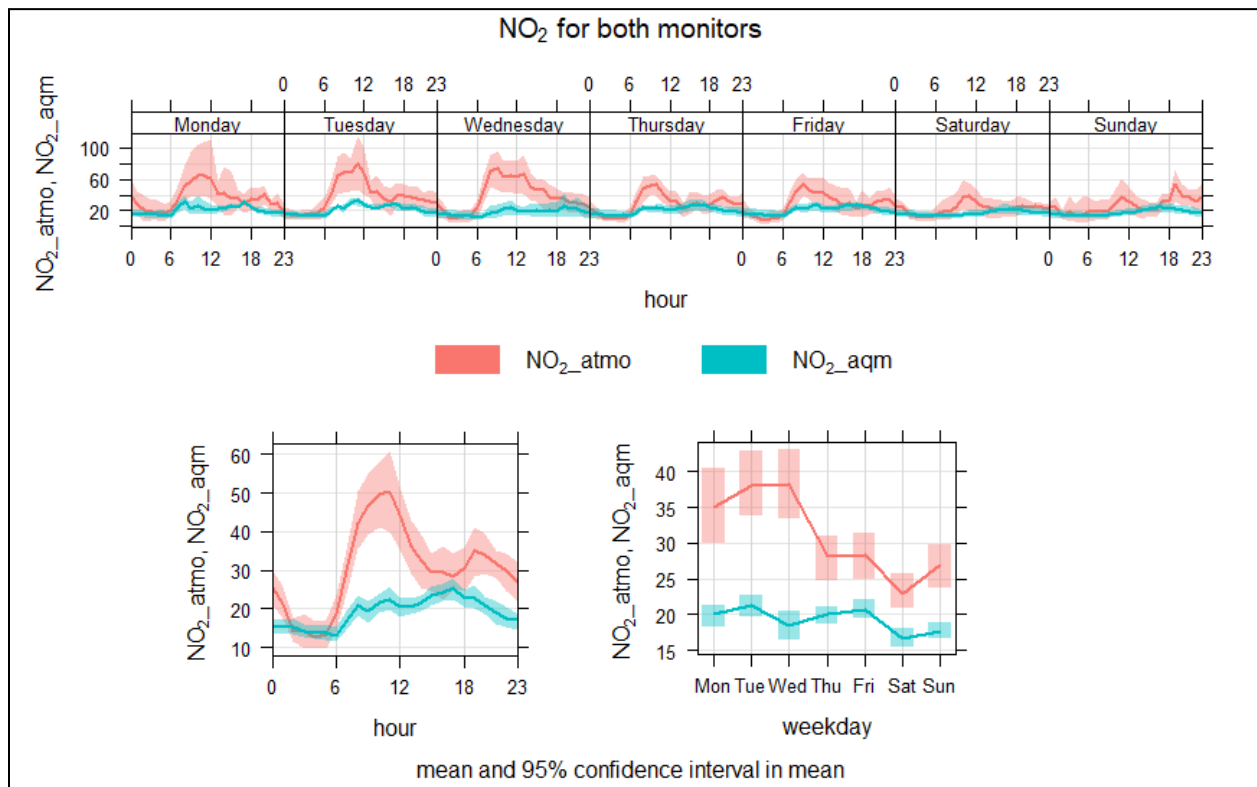 NO₂ for both monitors
0 6 12 18 23 0 6 12 18 23 0 6 12 18 23
Monday Tuesday Wednesday Thursday Friday Saturday Sunday
NO₂_atmo, NO₂_aqm
100
60
20
0 6 12 18 23 0 6 12 18 23 0 6 12 18 23 0 6 12 18 23
hour
NO₂_atmo NO₂_aqm
NO₂_atmo, NO₂_aqm
60
50
40
30
20
10
0 6 12 18 23
hour
NO₂_atmo, NO₂_aqm
40
35
30
25
20
15
Mon Tue Wed Thu Fri Sat Sun
weekday
mean and 95% confidence interval in mean